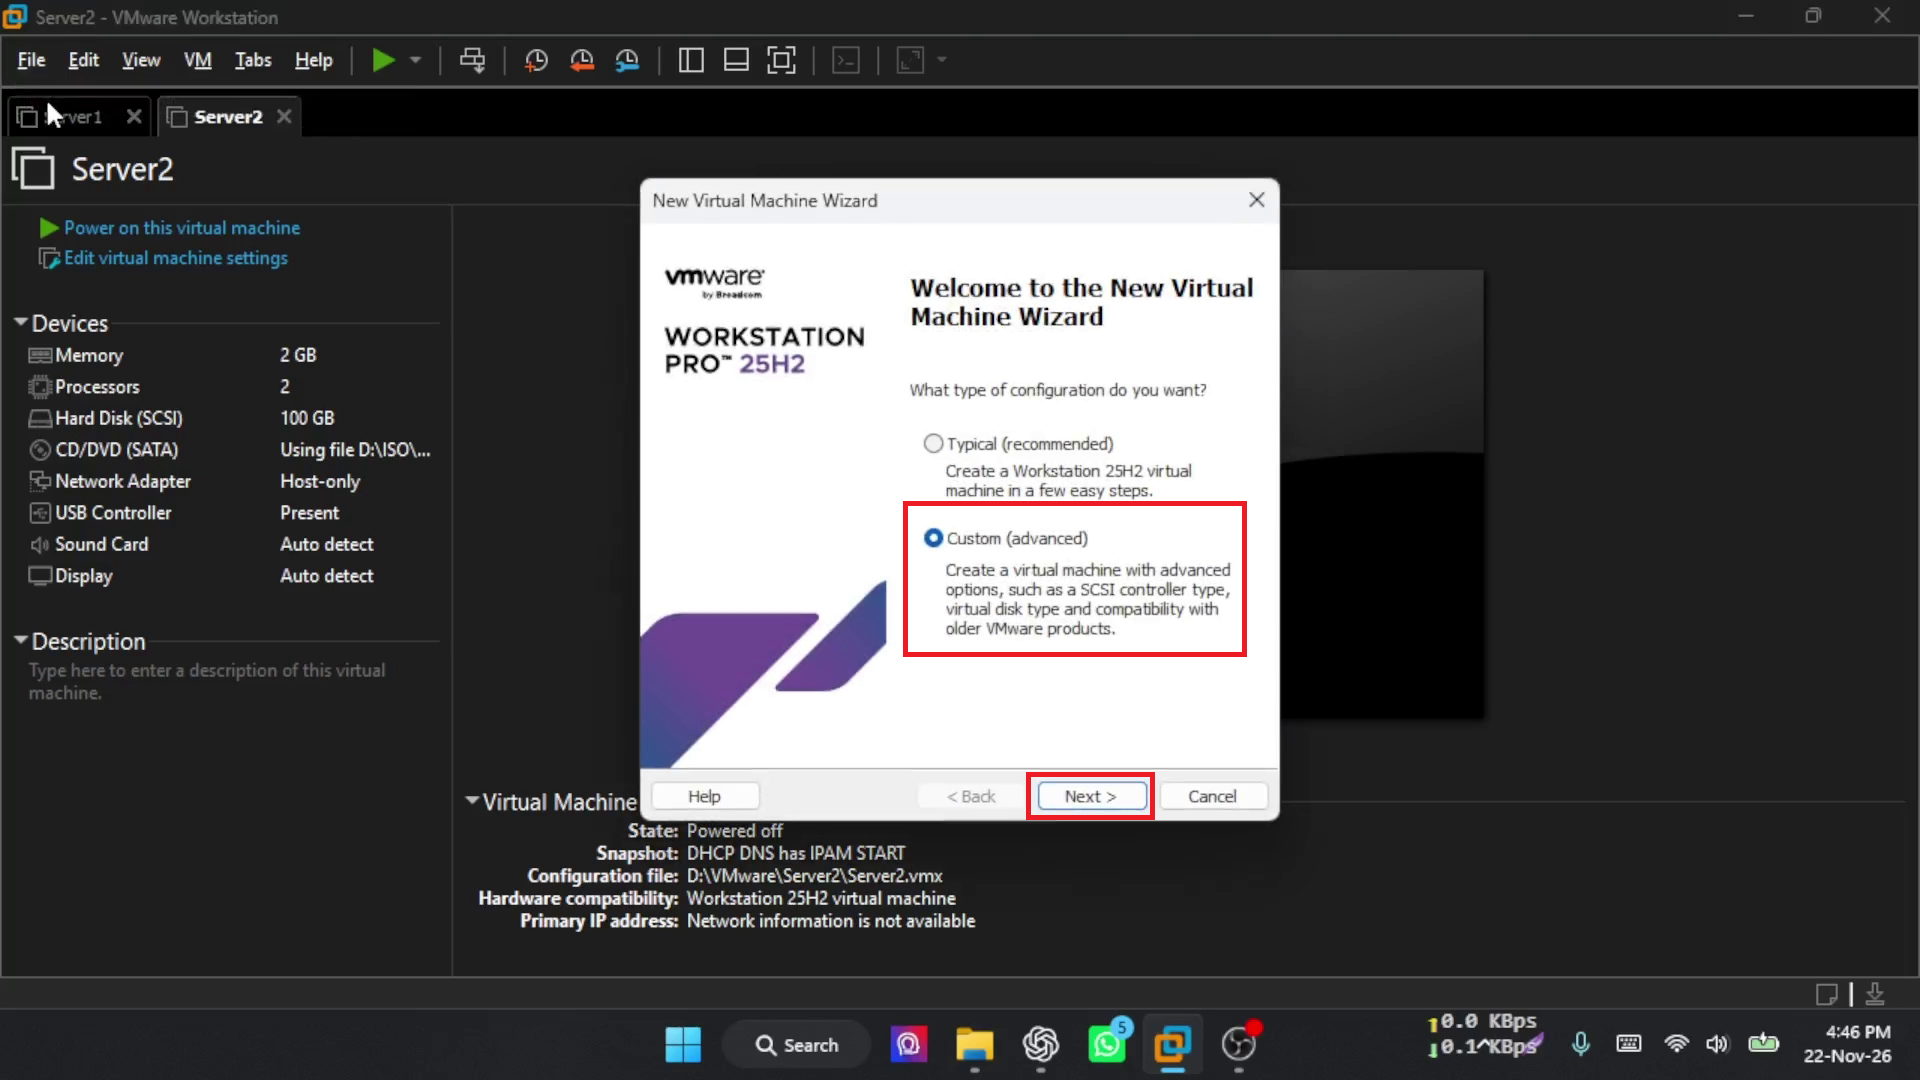 Server2 - VMware Workstation
File Edit View VM Tabs Help
rver1
Server2
Server2
Power on this virtual machine
Edit virtual machine settings
Devices
Memory 2 GB
Processors 2
Hard Disk (SCSI) 100 GB
CD/DVD (SATA) Using file D:\ISO\...
Network Adapter Host-only
USB Controller Present
Sound Card Auto detect
Display Auto detect
Description
Type here to enter a description of this virtual
machine.
New Virtual Machine Wizard
vmware
by Broadcom
WORKSTATION
PRO™ 25H2
Welcome to the New Virtual
Machine Wizard
What type of configuration do you want?
Typical (recommended)
Create a Workstation 25H2 virtual
machine in a few easy steps.
Custom (advanced)
Create a virtual machine with advanced
options, such as a SCSI controller type,
virtual disk type and compatibility with
older VMware products.
Help
< Back
Next >
Cancel
Virtual Machine
State: Powered off
Snapshot: DHCP DNS has IPAM START
Configuration file: D:\VMware\Server2\Server2.vmx
Hardware compatibility: Workstation 25H2 virtual machine
Primary IP address: Network information is not available
Search
5
0.0 KBps
0.1 KBps
4:46 PM
22-Nov-26